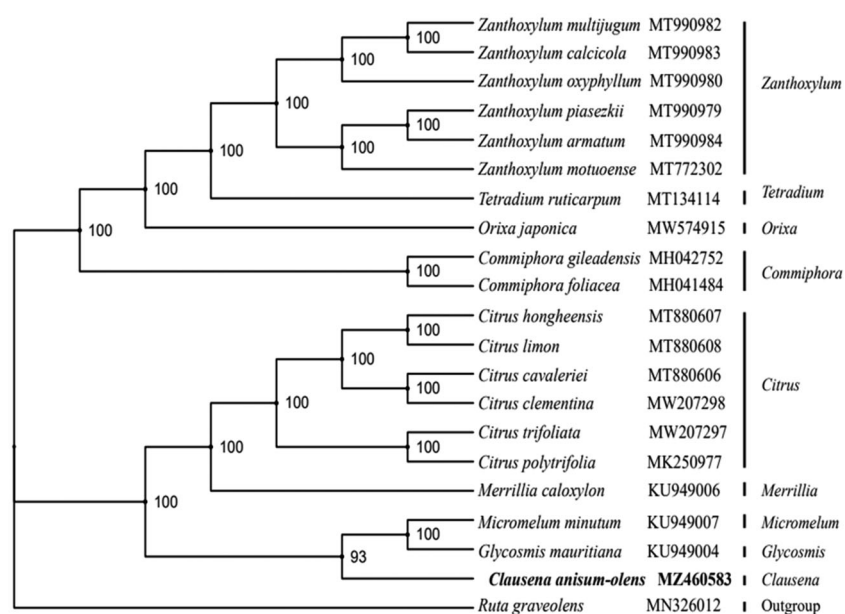 Zanthoxylum multijugum MT990982
100
Zanthoxylum calcicola MT990983
100
Zanthoxylum oxyphyllum MT990980
Zanthoxylum
100
Zanthoxylum piasezkii MT990979
100
Zanthoxylum armatum MT990984
100
100
Zanthoxylum motuoense MT772302
100
Tetradium ruticarpum MT134114 Tetradium
100
Orixa japonica MW574915 Orixa
Commiphora gileadensis MH042752
100
Commiphora
Commiphora foliacea MH041484
Citrus hongheensis MT880607
100
Citrus limon MT880608
100
Citrus cavaleriei MT880606
100
Citrus
Citrus clementina MW207298
100
Citrus trifoliata MW207297
100
100
Citrus polytrifolia MK250977
Merrillia caloxylon KU949006 Merrillia
100
Micromelum minutum KU949007 Micromelum
100
Glycosmis mauritiana KU949004 Glycosmis
93
Clausena anisum-olens MZ460583 Clausena
Ruta graveolens MN326012 Outgroup